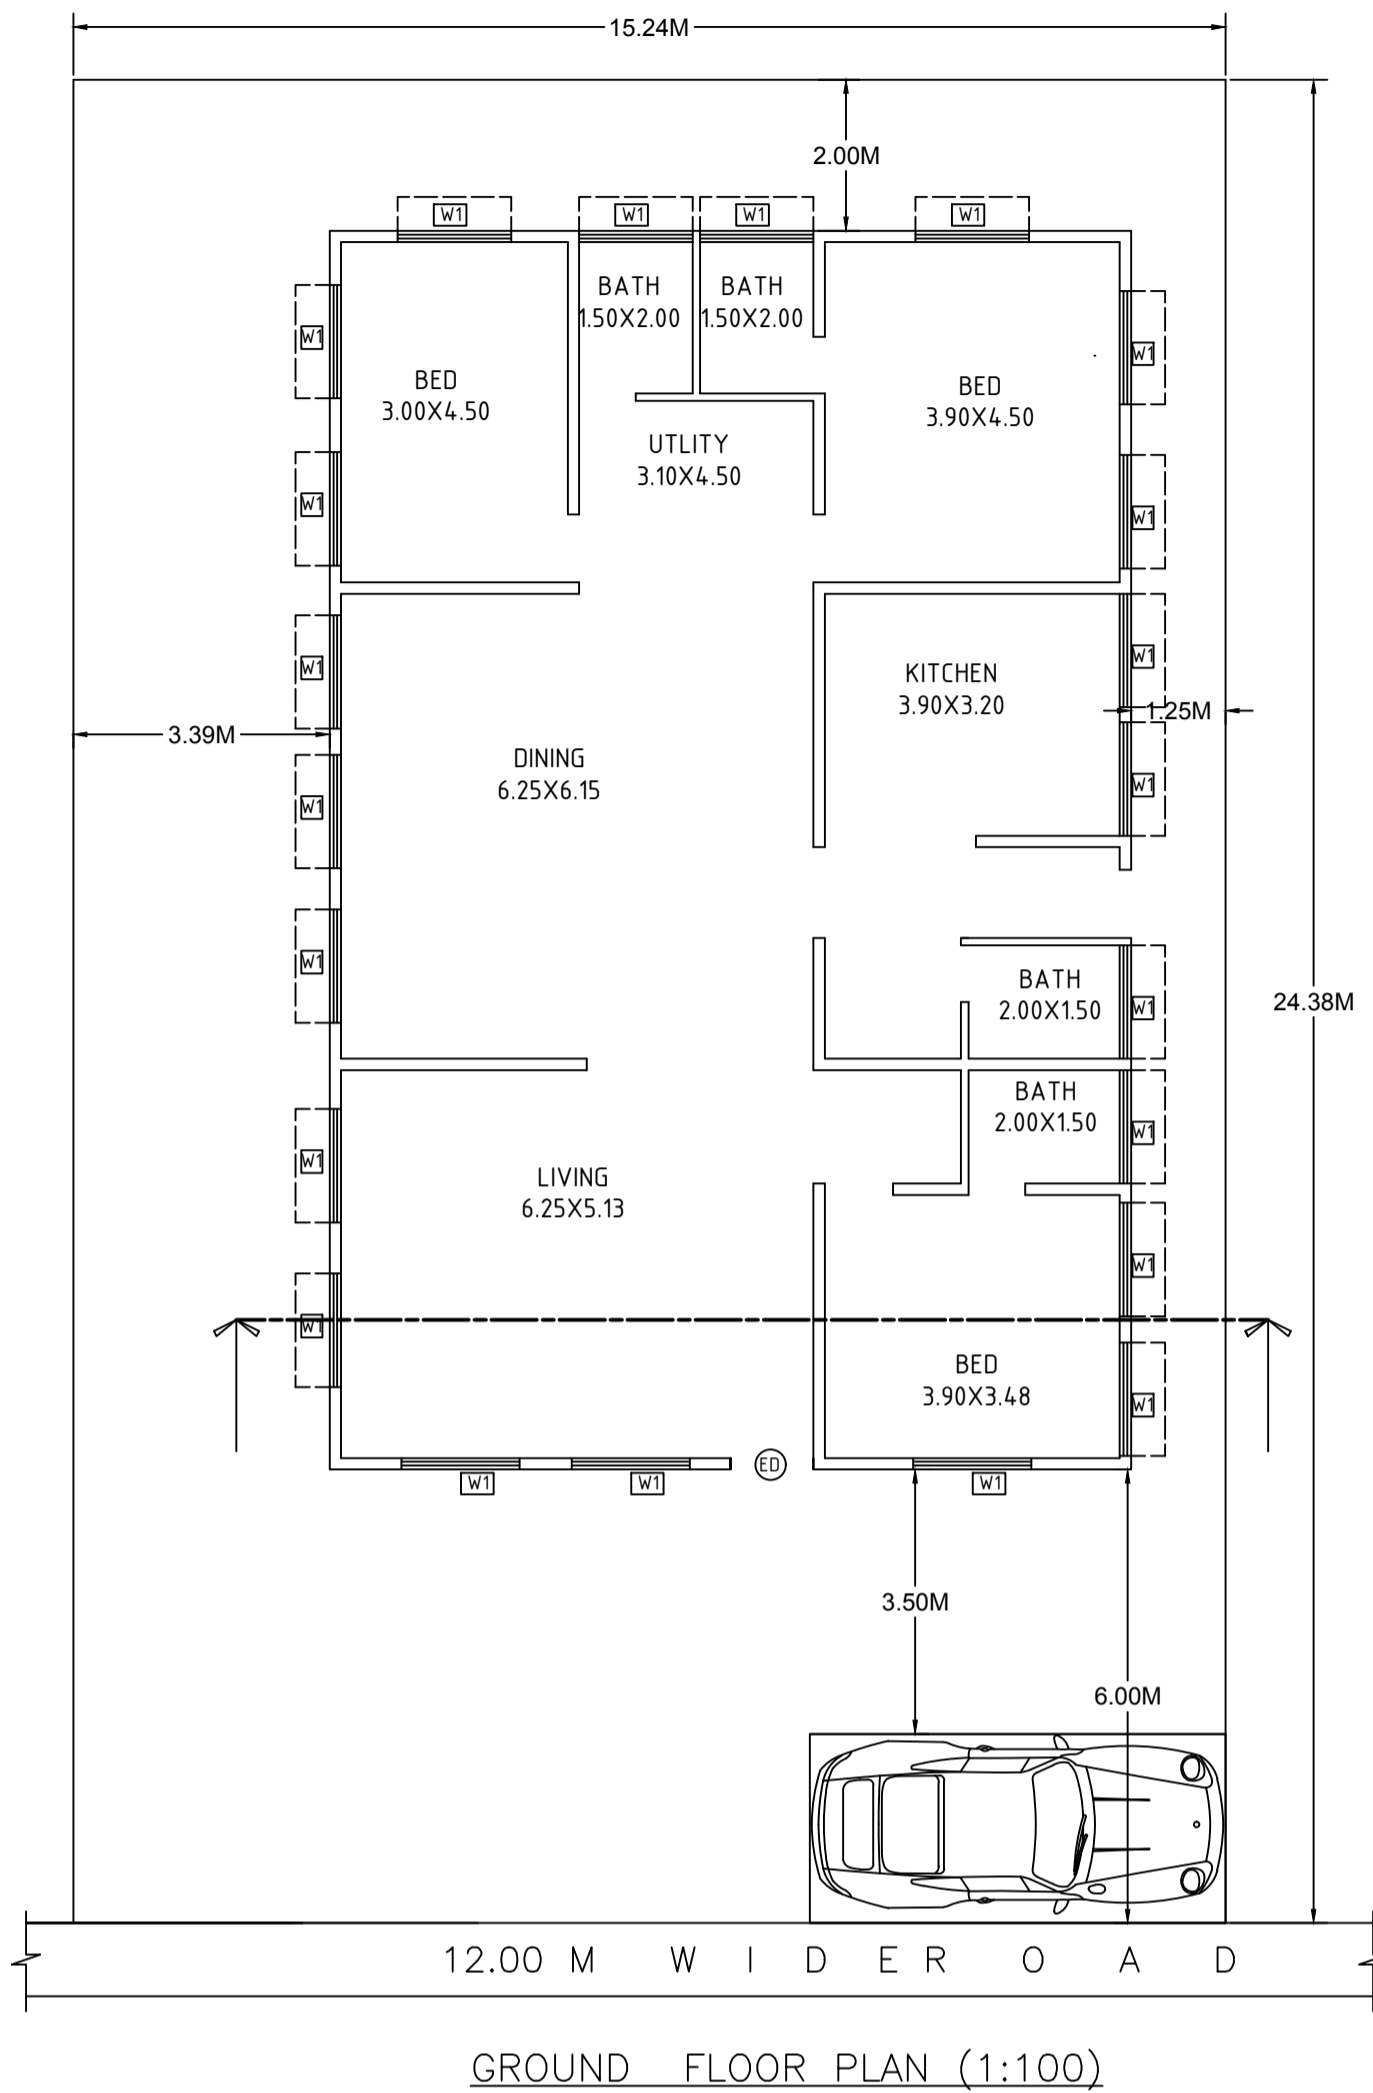 15.24M
2.00M
W1
W1
W1
W1
BATH
1.50X2.00
BATH
1.50X2.00
W1
W1
BED
3.00X4.50
BED
3.90X4.50
UTLITY
3.10X4.50
W1
W1
W1
W1
KITCHEN
3.90X3.20
1.25M
3.39M
DINING
6.25X6.15
W1
W1
W1
BATH
2.00X1.50
W1
24.38M
BATH
2.00X1.50
W1
W1
LIVING
6.25X5.13
W1
W1
BED
3.90X3.48
W1
ED
W1
W1
W1
3.50M
6.00M
12.00 M W I D E R O A D
GROUND FLOOR PLAN (1:100)